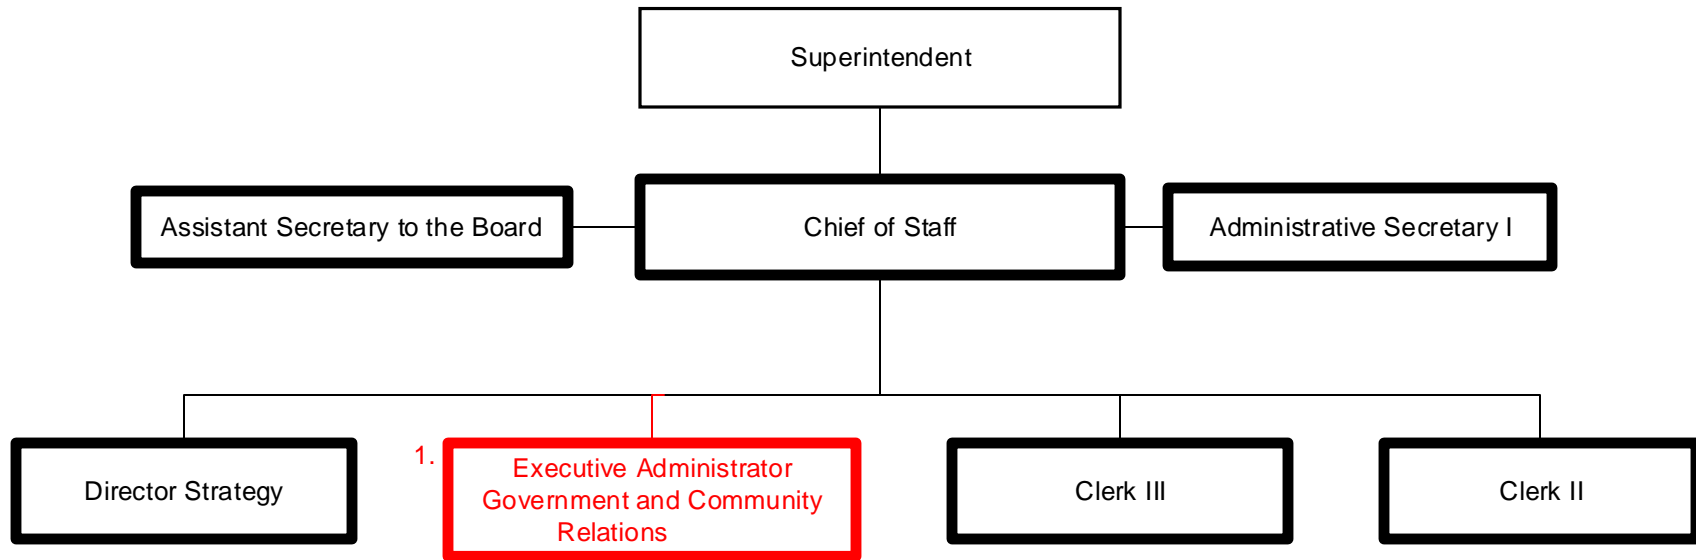 Superintendent
Assistant Secretary to the Board
Chief of Staff
Administrative Secretary I
Director Strategy
1.
Executive Administrator
Government and Community
Relations
Clerk III
Clerk II